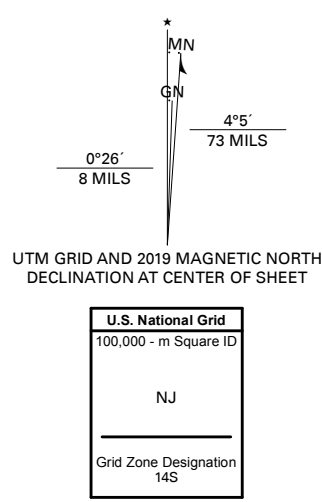 MN
GN
4°5´
73 MILS
0°26´
8 MILS
UTM GRID AND 2019 MAGNETIC NORTH
DECLINATION AT CENTER OF SHEET
U.S. National Grid
100,000 - m Square ID
NJ
Grid Zone Designation
14S